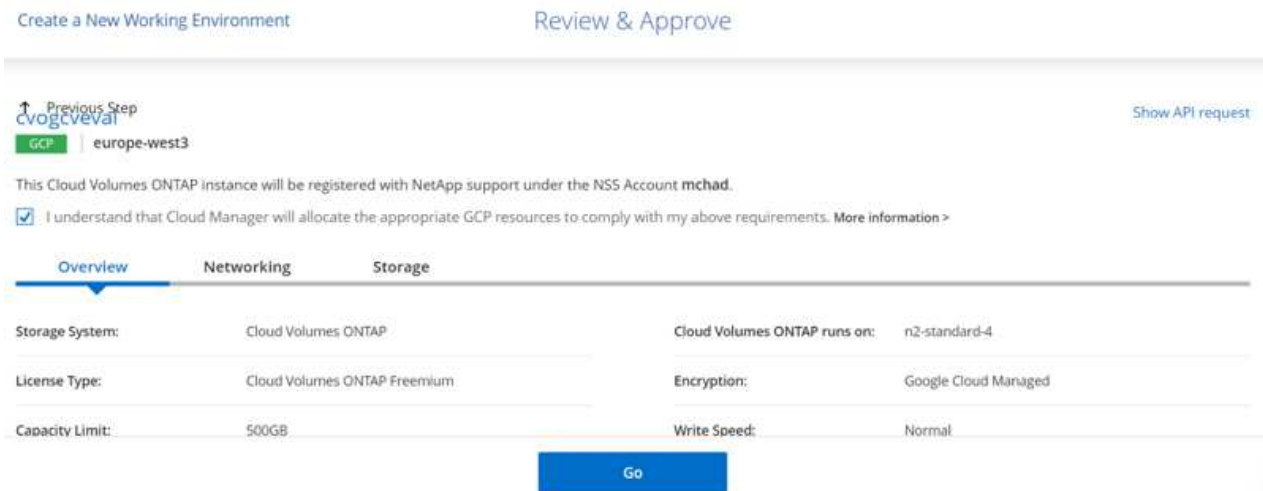 Create a New Working Environment
Review & Approve
↑ Previous Step
cvogcveval
Show API request
GCP europe-west3
This Cloud Volumes ONTAP instance will be registered with NetApp support under the NSS Account mchad.
I understand that Cloud Manager will allocate the appropriate GCP resources to comply with my above requirements. More information >
Overview Networking Storage
Storage System: Cloud Volumes ONTAP Cloud Volumes ONTAP runs on: n2-standard-4
License Type: Cloud Volumes ONTAP Freemium Encryption: Google Cloud Managed
Capacity Limit: 500GB Write Speed: Normal
Go